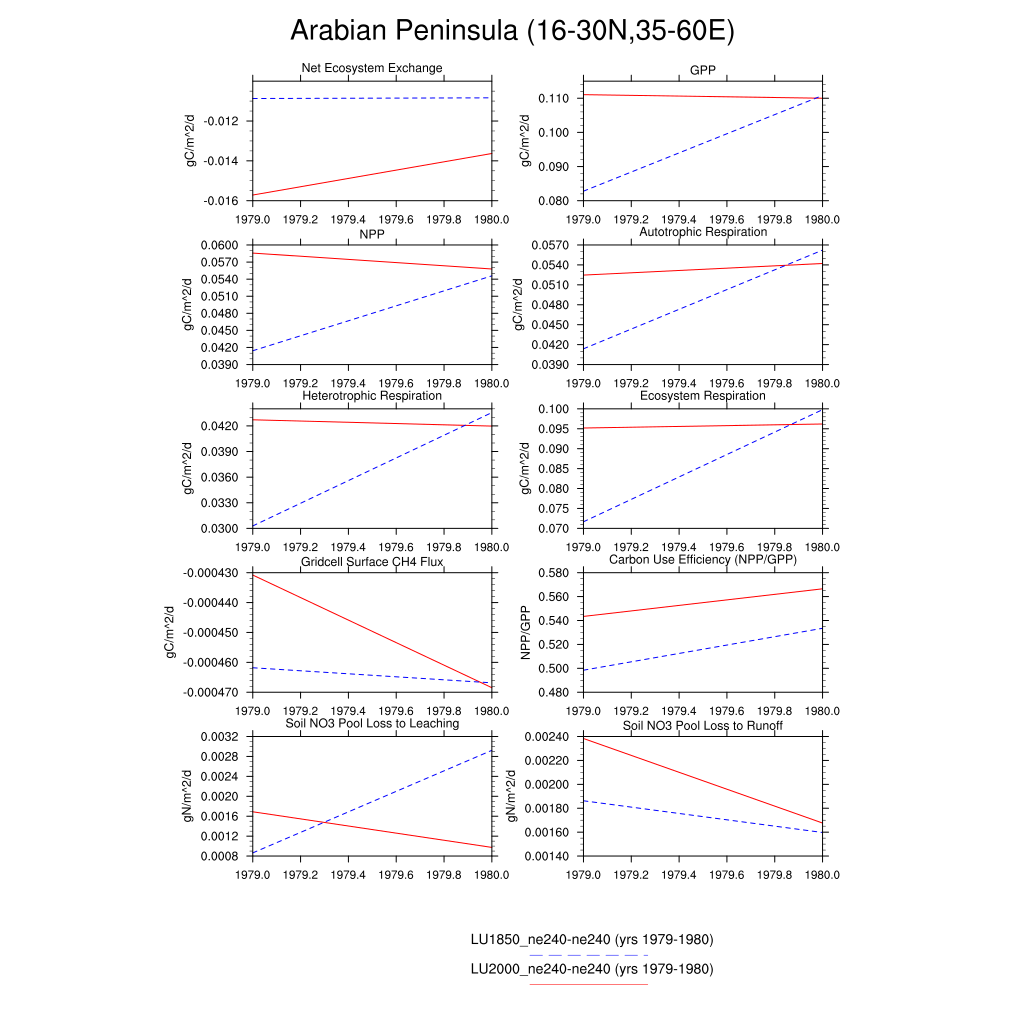 Arabian Peninsula (16-30N,35-60E)
Net Ecosystem Exchange
gC/m^2/d
-0.012
-0.014
-0.016
1979.0 1979.2 1979.4 1979.6 1979.8 1980.0
GPP
gC/m^2/d
0.110
0.100
0.090
0.080
1979.0 1979.2 1979.4 1979.6 1979.8 1980.0
NPP
gC/m^2/d
0.0600
0.0570
0.0540
0.0510
0.0480
0.0450
0.0420
0.0390
1979.0 1979.2 1979.4 1979.6 1979.8 1980.0
Autotrophic Respiration
gC/m^2/d
0.0570
0.0540
0.0510
0.0480
0.0450
0.0420
0.0390
1979.0 1979.2 1979.4 1979.6 1979.8 1980.0
Heterotrophic Respiration
gC/m^2/d
0.0420
0.0390
0.0360
0.0330
0.0300
1979.0 1979.2 1979.4 1979.6 1979.8 1980.0
Ecosystem Respiration
gC/m^2/d
0.100
0.095
0.090
0.085
0.080
0.075
0.070
1979.0 1979.2 1979.4 1979.6 1979.8 1980.0
Gridcell Surface CH4 Flux
gC/m^2/d
-0.000430
-0.000440
-0.000450
-0.000460
-0.000470
1979.0 1979.2 1979.4 1979.6 1979.8 1980.0
Carbon Use Efficiency (NPP/GPP)
NPP/GPP
0.580
0.560
0.540
0.520
0.500
0.480
1979.0 1979.2 1979.4 1979.6 1979.8 1980.0
Soil NO3 Pool Loss to Leaching
gN/m^2/d
0.0032
0.0028
0.0024
0.0020
0.0016
0.0012
0.0008
1979.0 1979.2 1979.4 1979.6 1979.8 1980.0
Soil NO3 Pool Loss to Runoff
gN/m^2/d
0.00240
0.00220
0.00200
0.00180
0.00160
0.00140
1979.0 1979.2 1979.4 1979.6 1979.8 1980.0
LU1850_ne240-ne240 (yrs 1979-1980)
LU2000_ne240-ne240 (yrs 1979-1980)